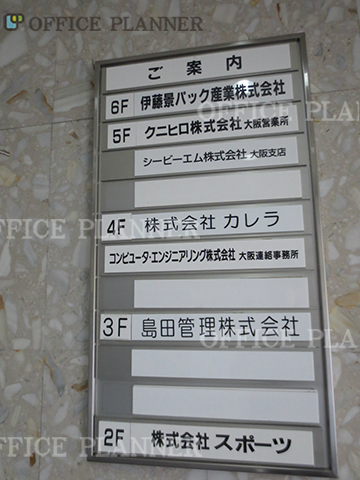 OFFICE PLANNER
ご案内
6F 伊藤景パック産業株式会社
5F クニヒロ株式会社 大阪営業所
シービーエム株式会社 大阪支店
4F 株式会社 カレラ
コンピュータ・エンジニアリング株式会社 大阪連絡事務所
3F 島田管理株式会社
2F 株式会社 スポーツ